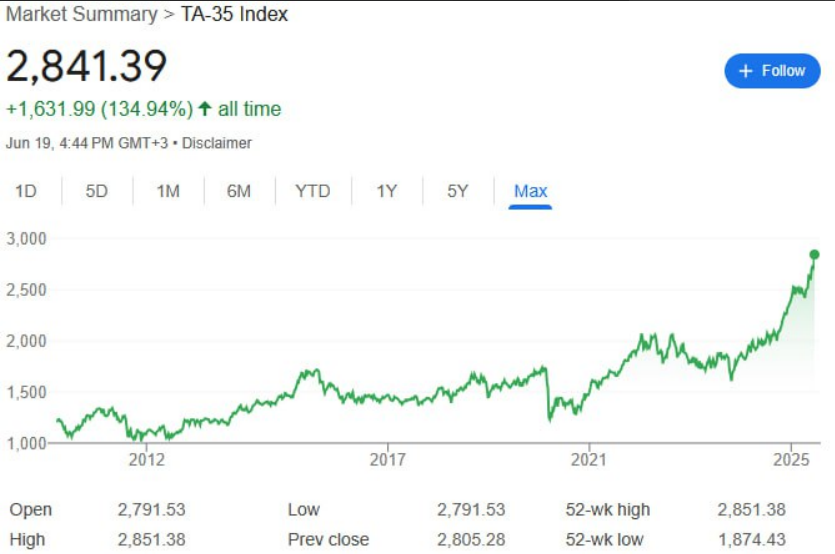 Market Summary > TA-35 Index
2,841.39
+ Follow
+1,631.99 (134.94%) ↑ all time
Jun 19, 4:44 PM GMT+3 • Disclaimer
1D 5D 1M 6M YTD 1Y 5Y Max
3,000
2,500
2,000
1,500
1,000
2012 2017 2021 2025
Open 2,791.53 Low 2,791.53 52-wk high 2,851.38
High 2,851.38 Prev close 2,805.28 52-wk low 1,874.43